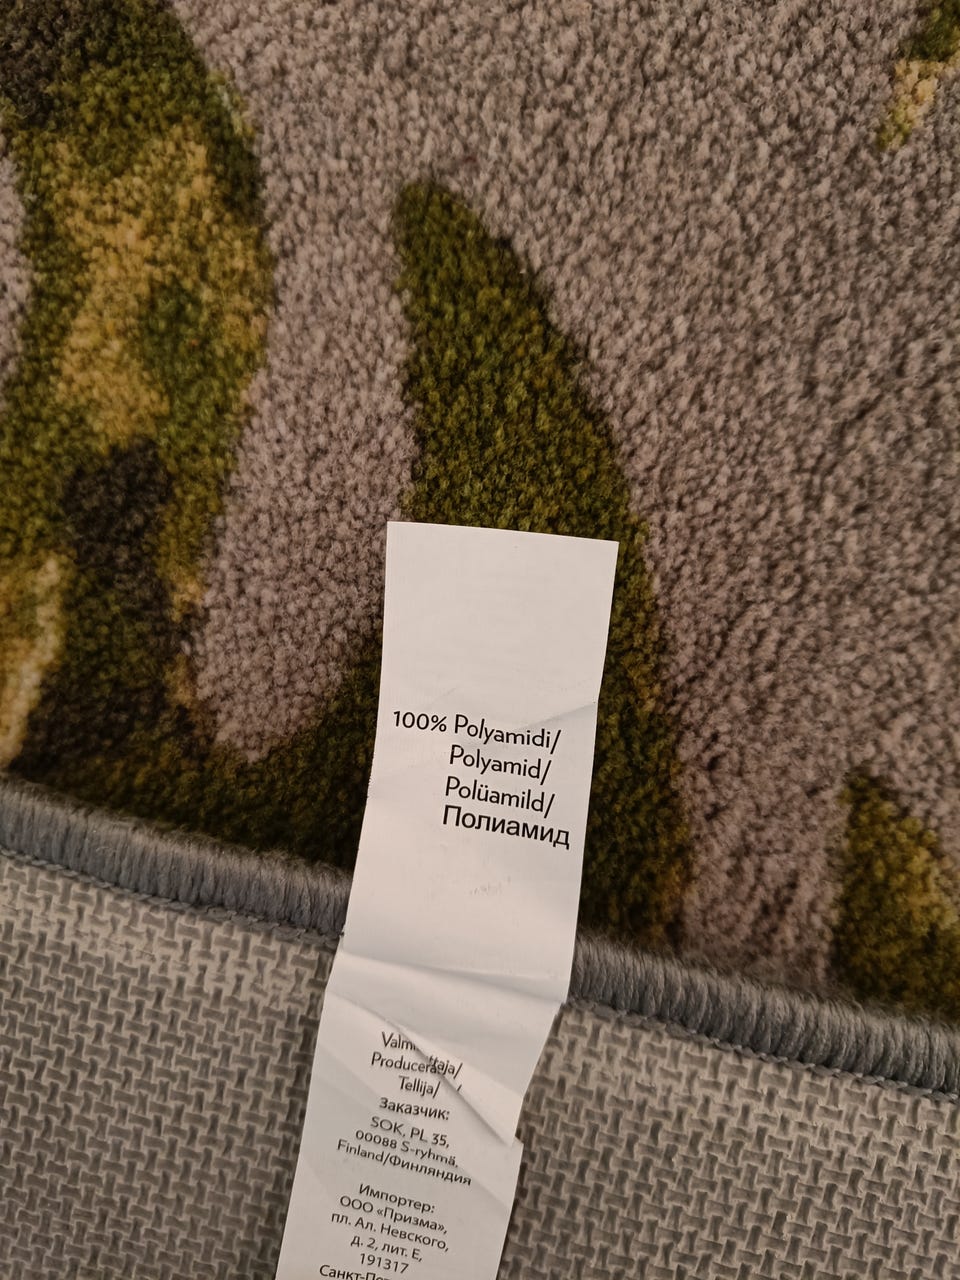 100% Polyamidi/
Polyamid/
Polüamild/
Полиамид
Tellija/
Заказчик:
SOK, PL 35,
00088 S-ryhmä,
Finland/Финляндия
Импортер:
ООО «Призма»,
пл. Ал. Невского,
д. 2, лит. Е,
191317